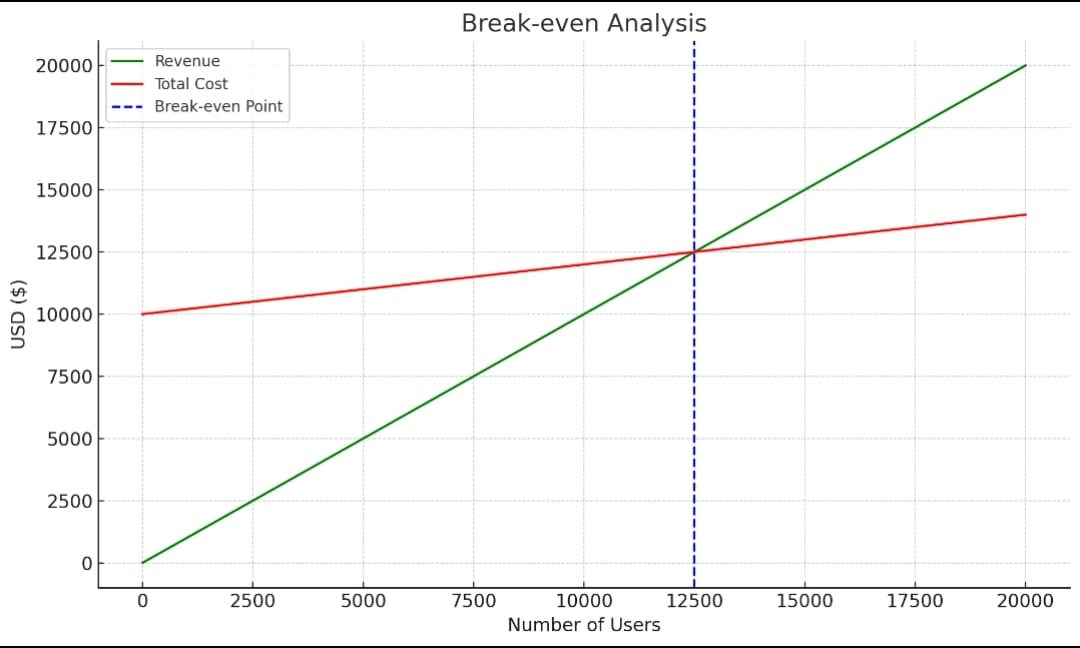 Break-even Analysis
Revenue
Total Cost
Break-even Point
20000
17500
15000
12500
10000
7500
5000
2500
0
USD ($)
0 2500 5000 7500 10000 12500 15000 17500 20000
Number of Users